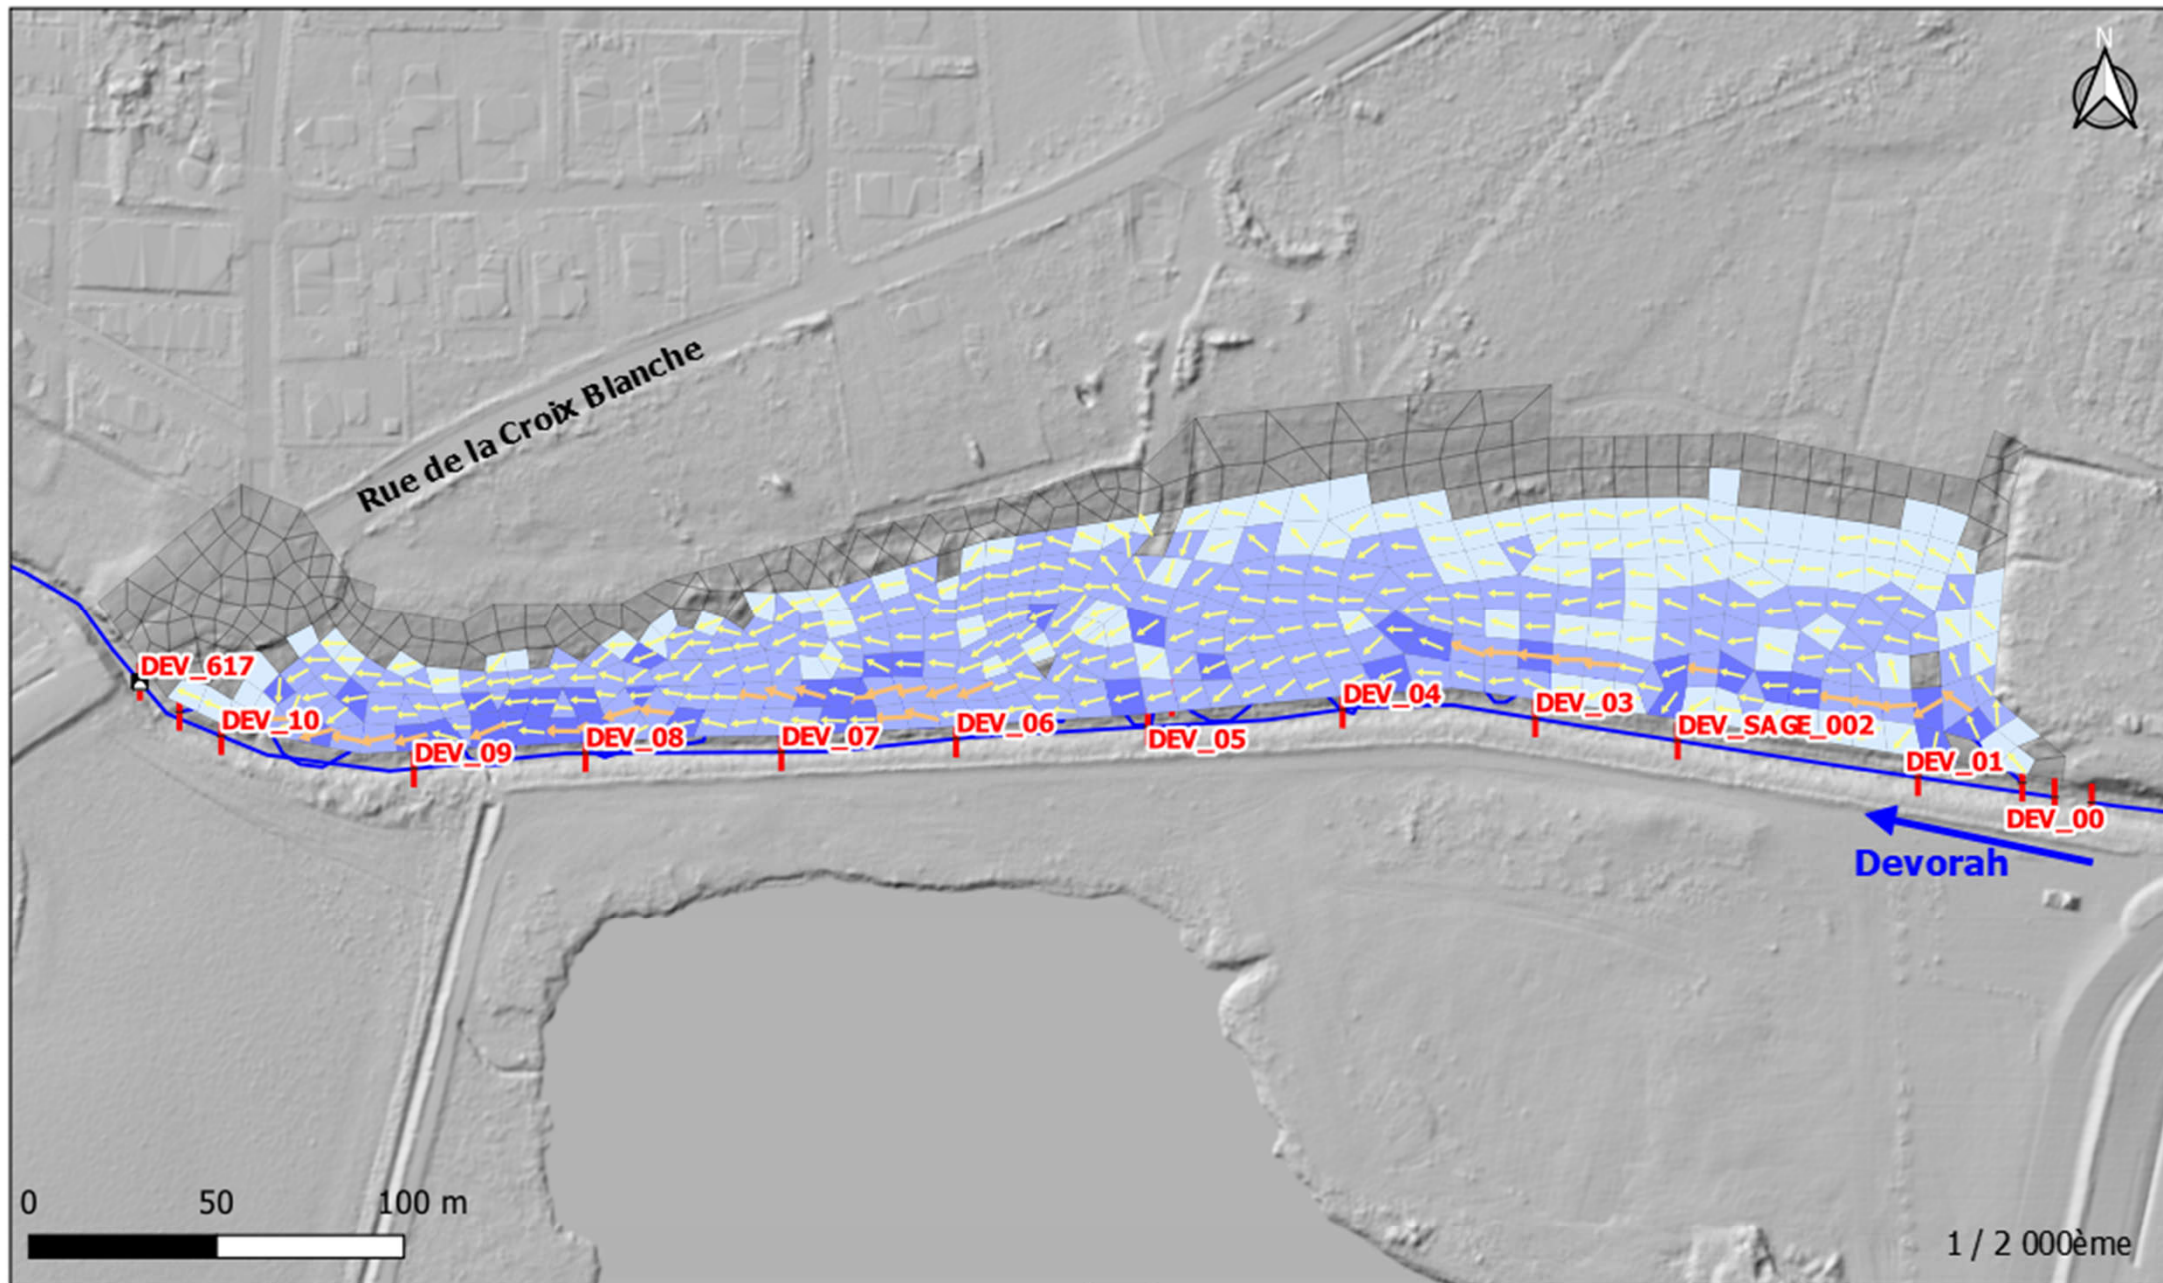 N
Rue de la Croix Blanche
DEV_617
DEV_10
DEV_09
DEV_08
DEV_07
DEV_06
DEV_05
DEV_04
DEV_03
DEV_SAGE_002
DEV_01
DEV_00
Devorah
0 50 100 m
1 / 2 000ème